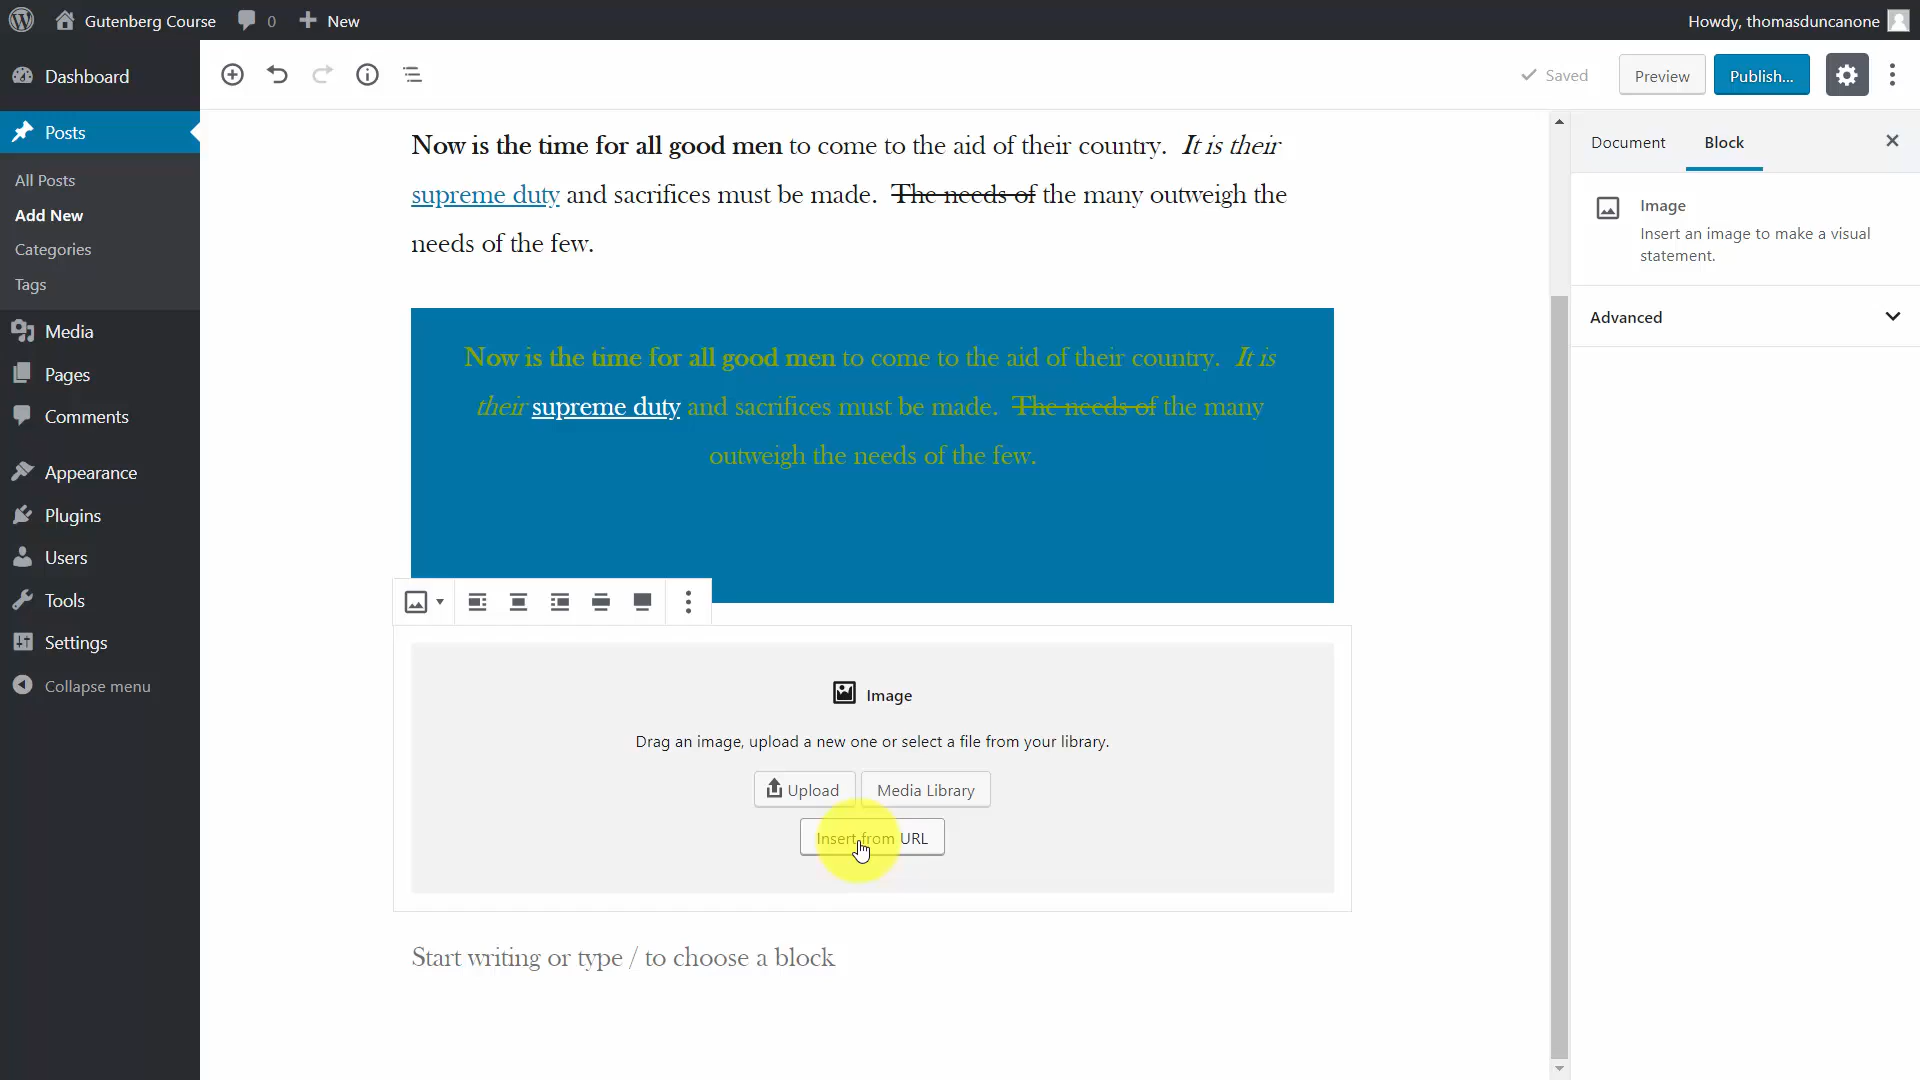 Gutenberg Course
0
New
Howdy, thomasduncanone
Dashboard
Posts
All Posts
Add New
Categories
Tags
Media
Pages
Comments
Appearance
Plugins
Users
Tools
Settings
Collapse menu
Saved
Preview
Publish...
Now is the time for all good men to come to the aid of their country. It is their
supreme duty and sacrifices must be made. The needs of the many outweigh the
needs of the few.
Now is the time for all good men to come to the aid of their country. It is
their supreme duty and sacrifices must be made. The needs of the many
outweigh the needs of the few.
Image
Drag an image, upload a new one or select a file from your library.
Upload
Media Library
Insert from URL
Start writing or type / to choose a block
Document
Block
Image
Insert an image to make a visual
statement.
Advanced